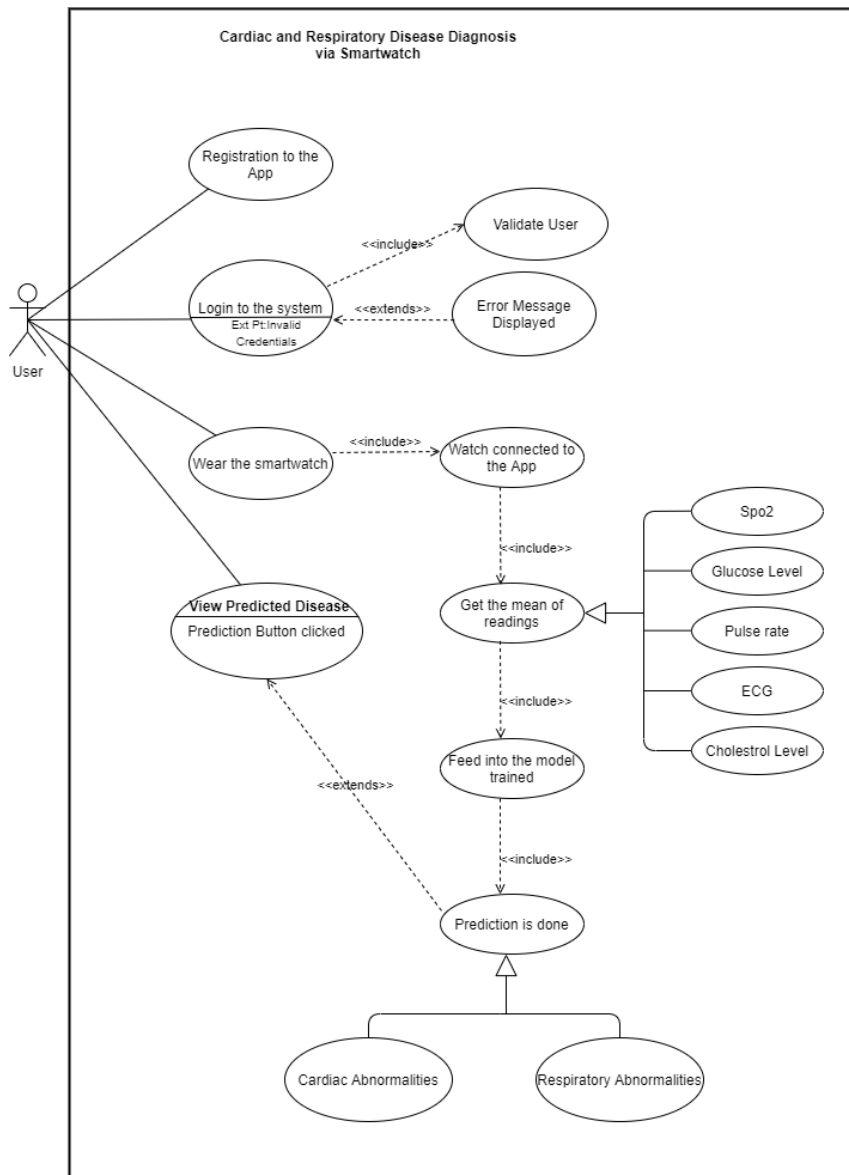 Cardiac and Respiratory Disease Diagnosis
via Smartwatch
Registration to the
App
Validate User
<<include>>
Login to the system
Ext Pt:Invalid
Credentials
<<extends>>
Error Message
Displayed
User
Wear the smartwatch
<<include>>
Watch connected to
the App
<<include>>
Spo2
Glucose Level
Pulse rate
ECG
Cholestrol Level
View Predicted Disease
Prediction Button clicked
Get the mean of
readings
<<include>>
Feed into the model
trained
<<extends>>
<<include>>
Prediction is done
Cardiac Abnormalities
Respiratory Abnormalities